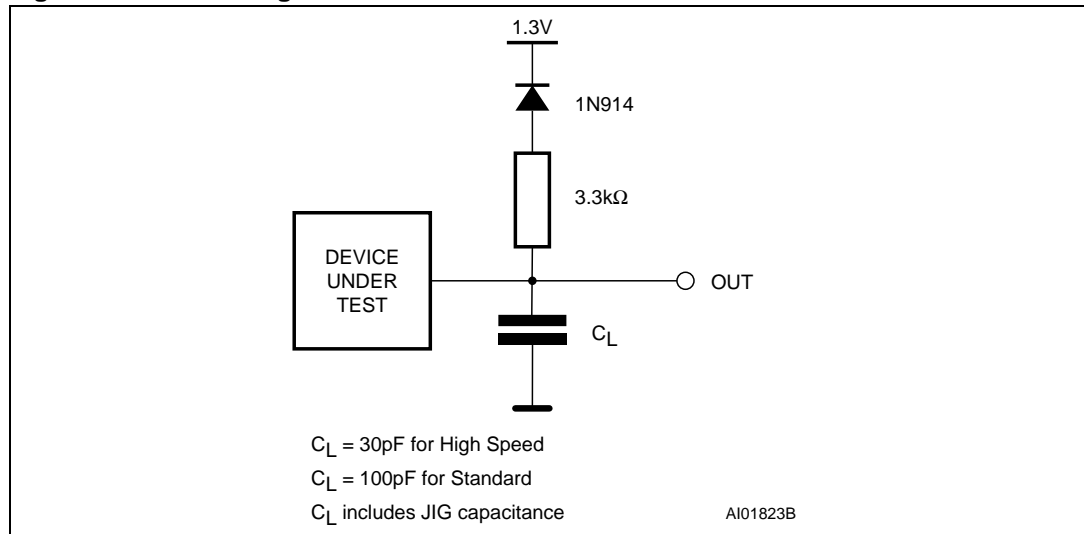 1.3V
1N914
3.3kΩ
DEVICE
UNDER
TEST
OUT
CL
CL = 30pF for High Speed
CL = 100pF for Standard
CL includes JIG capacitance
AI01823B